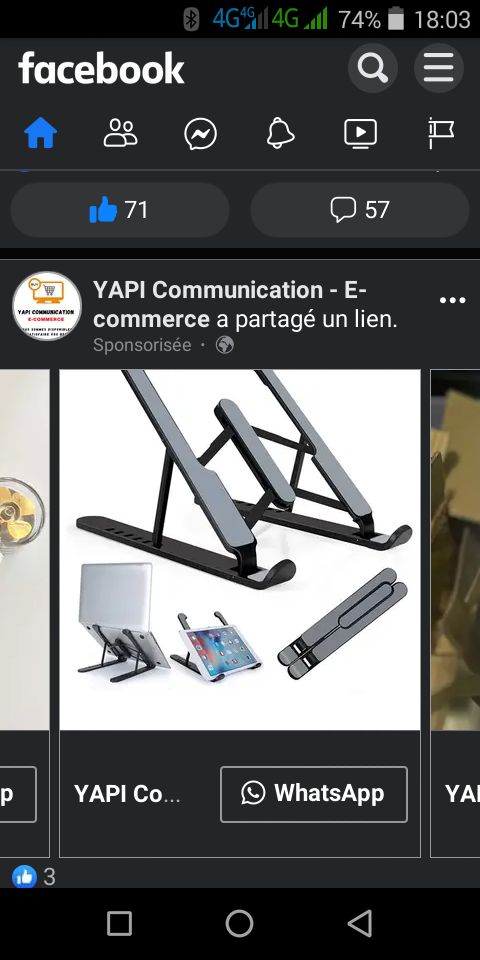 4G 4G 4G 74% 18:03
facebook
71
57
YAPI Communication - E-
commerce a partagé un lien.
Sponsorisée ·
YAPI COMMUNICATION
E-COMMERCE
p
YAPI Co...
WhatsApp
YAI
3